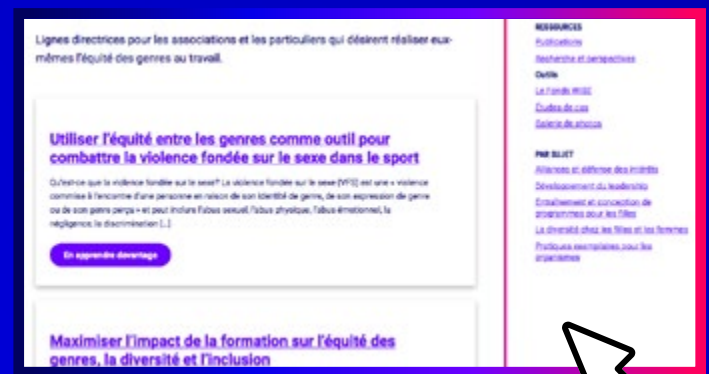 Lignes directrices pour les associations et les particuliers qui désirent réaliser eux-
mêmes l'équité des genres au travail.
Utiliser l'équité entre les genres comme outil pour
combattre la violence fondée sur le sexe dans le sport
Qu'est-ce que la violence fondée sur le sexe? La violence fondée sur le sexe (VFS) est une « violence
commise à l'encontre d'une personne en raison de son identité de genre, de son expression de genre
ou de son genre perçu » et peut inclure l'abus sexuel, l'abus physique, l'abus émotionnel, la
négligence, la discrimination [...]
En apprendre davantage
Maximiser l'impact de la formation sur l'équité des
genres, la diversité et l'inclusion
RESSOURCES
Publications
Recherche et perspectives
Outils
Le Fonds WISE
Études de cas
Galerie de photos
PAR SUJET
Alliances et défense des intérêts
Développement du leadership
Entraînement et conception de
programmes pour les filles
La diversité chez les filles et les femmes
Pratiques exemplaires pour les
organismes